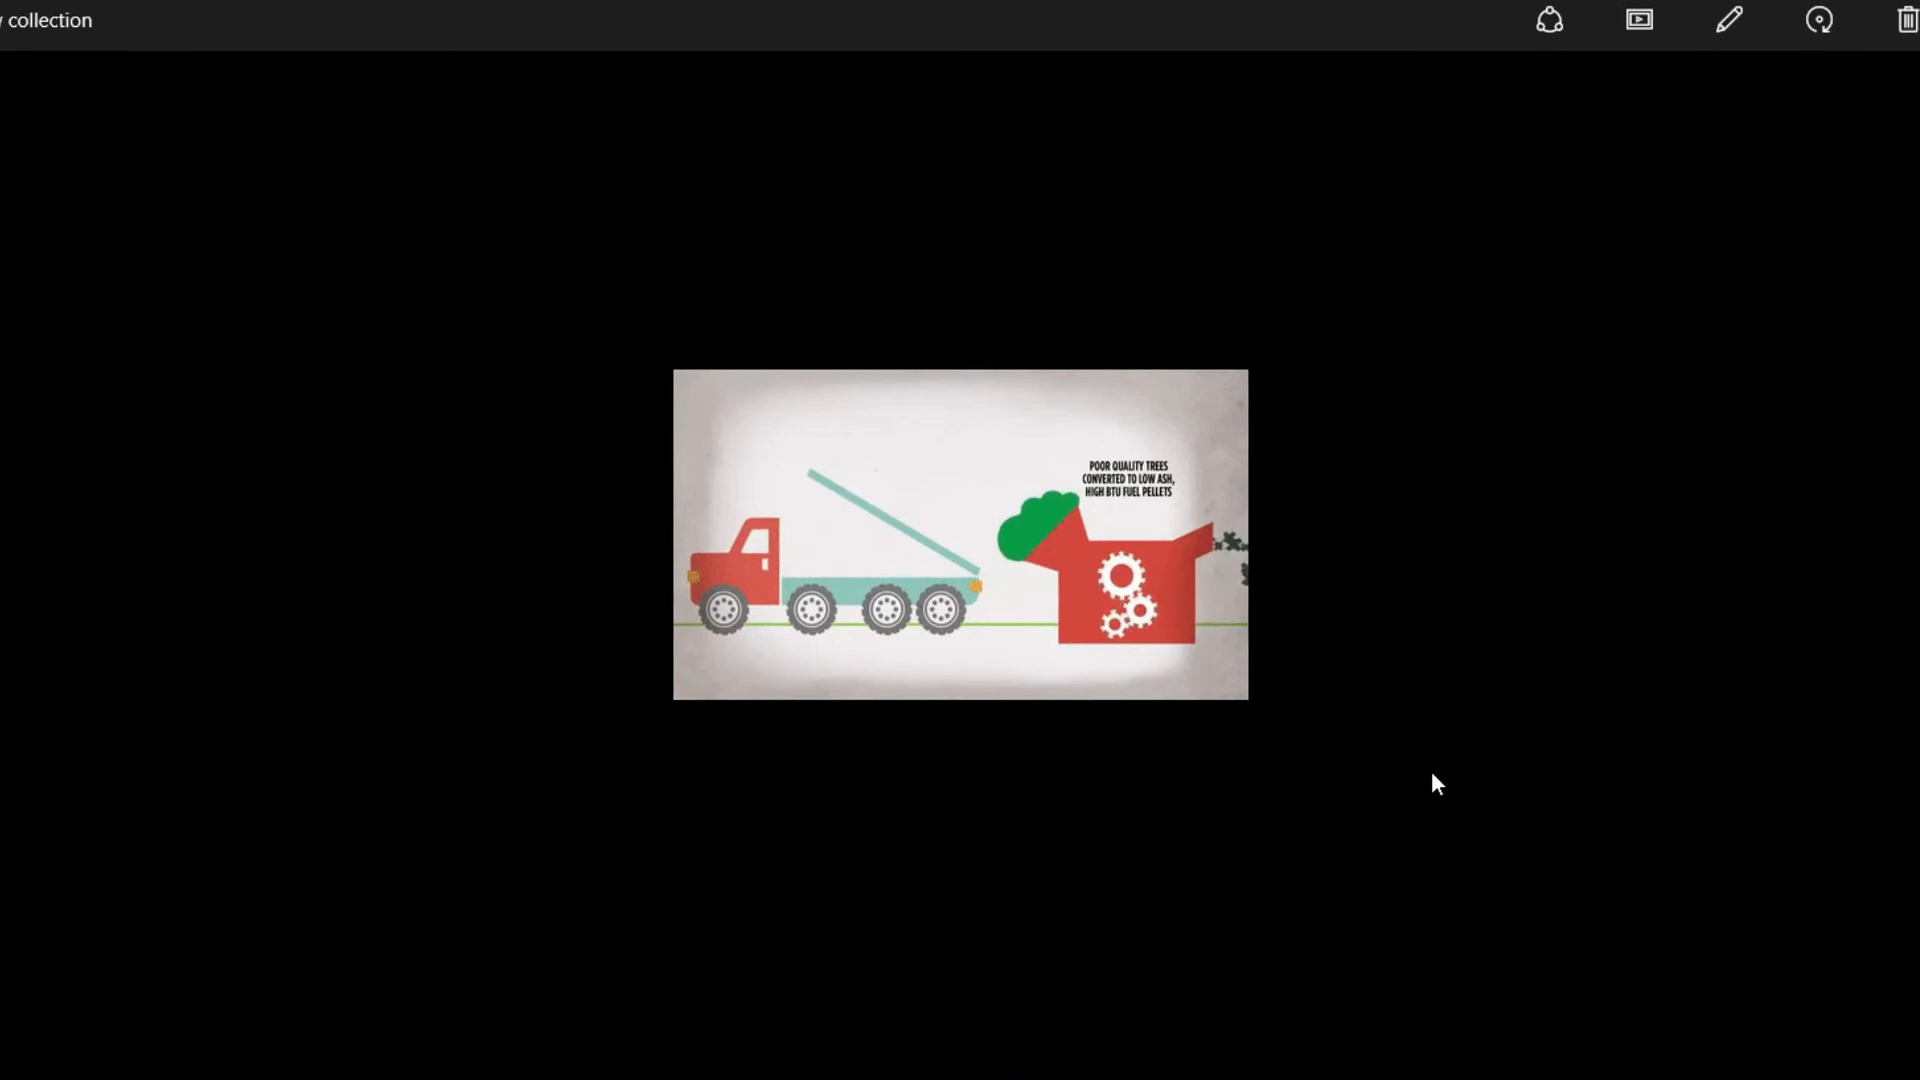 collection
POOR QUALITY TREES
CONVERTED TO LOW ASH,
HIGH BTU FUEL PELLETS